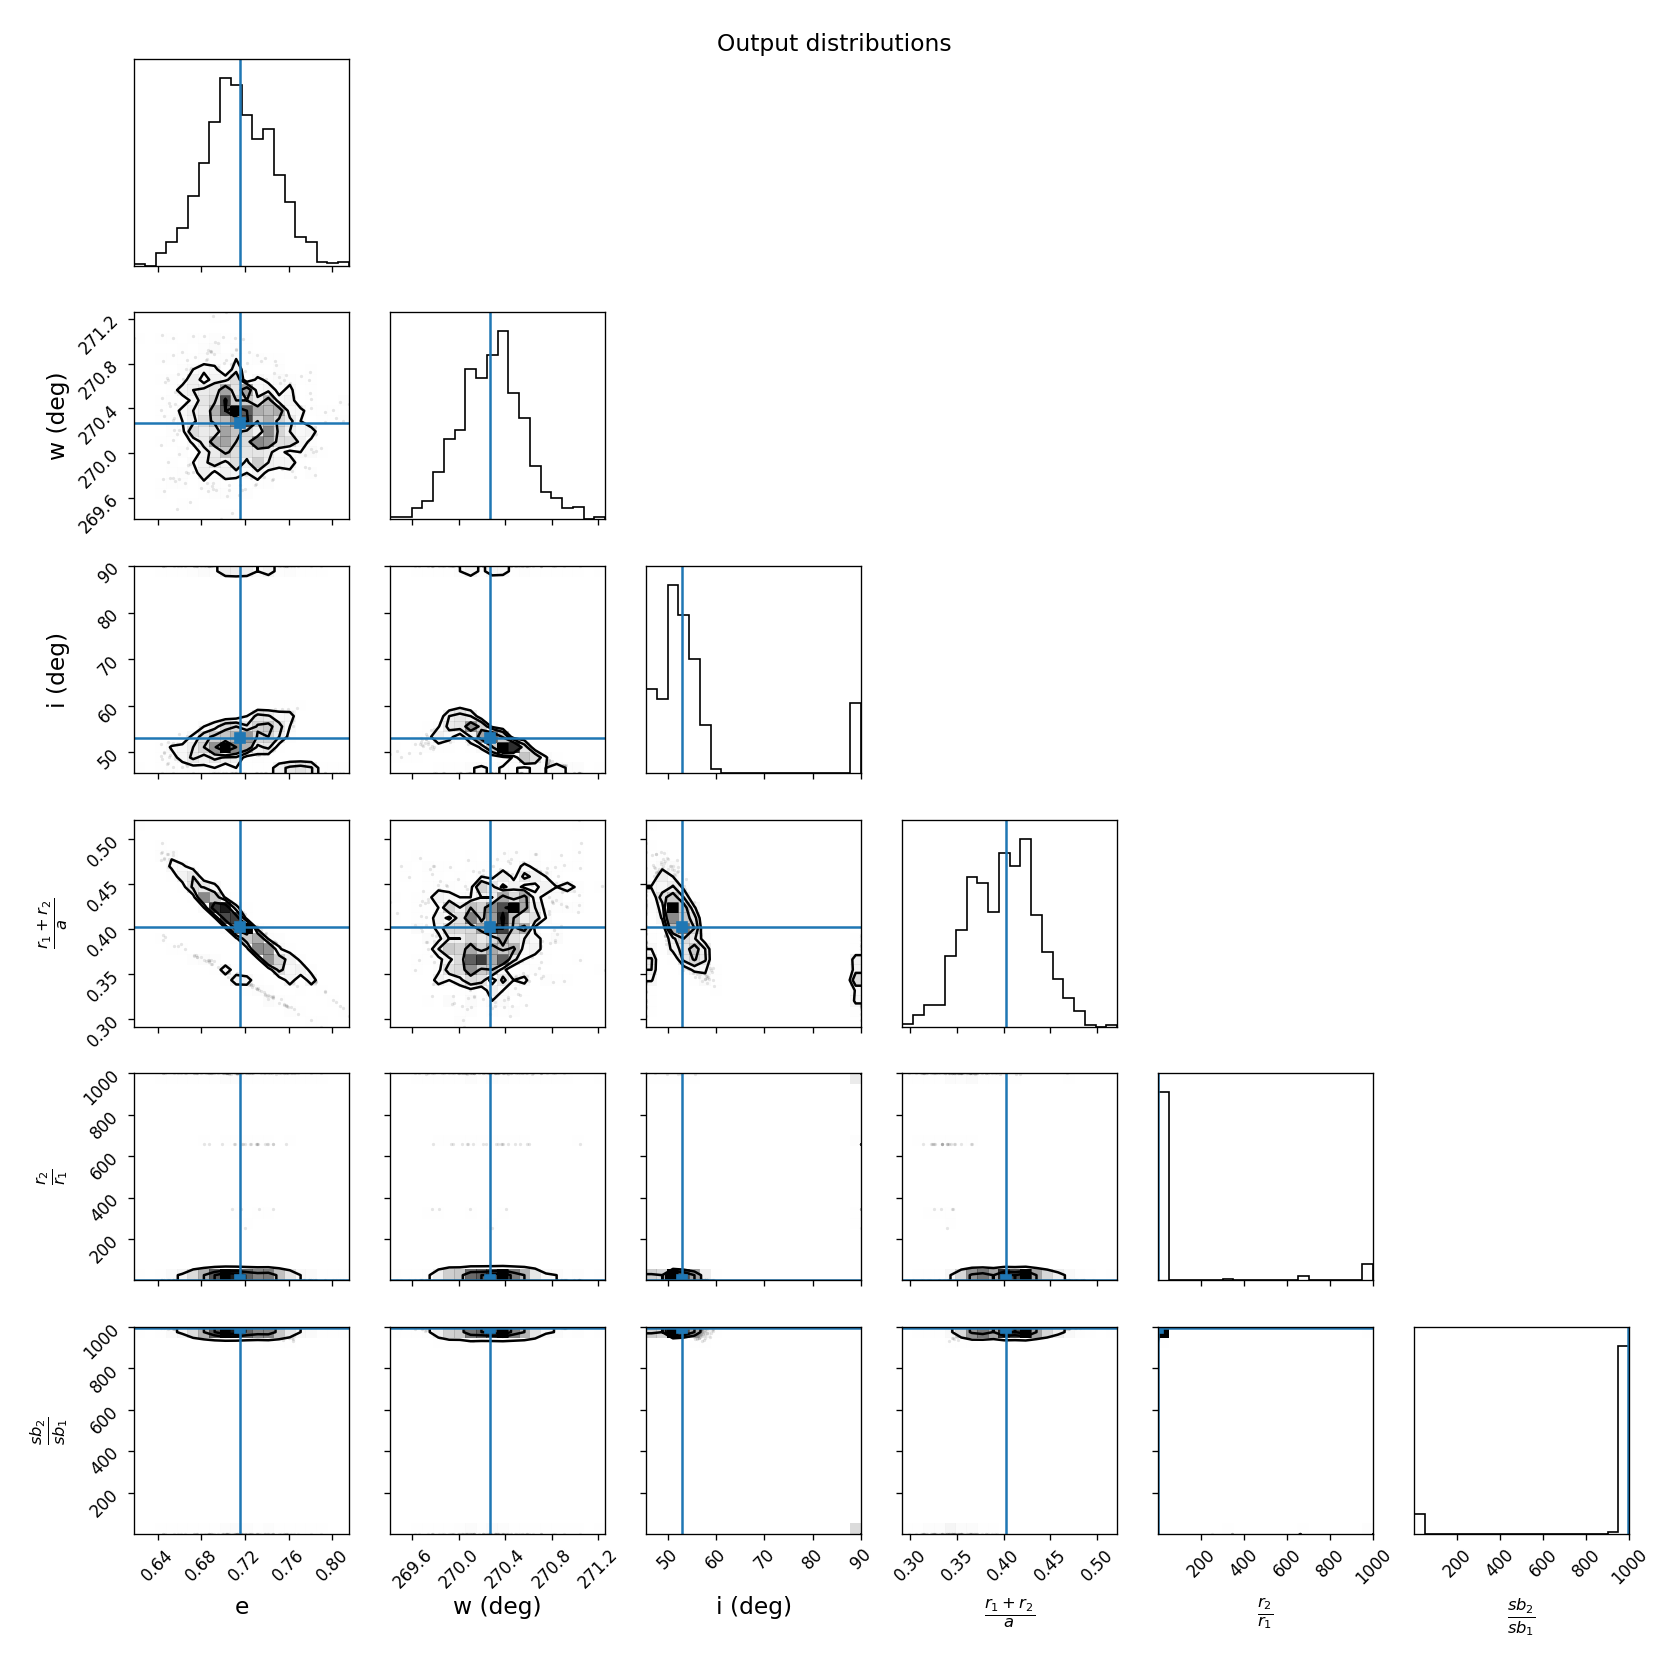 Output distributions
271.2
270.8
270.4
270.0
269.6
w (deg)
90
80
70
60
50
i (deg)
0.50
0.45
0.40
0.35
0.30
r₁ + r₂
a
1000
800
600
400
200
r₂
r₁
1000
800
600
400
200
sb₂
sb₁
0.64 0.68 0.72 0.76 0.80
e
269.6 270.0 270.4 270.8 271.2
w (deg)
50 60 70 80 90
i (deg)
0.30 0.35 0.40 0.45 0.50
r₁ + r₂
a
200 400 600 800 1000
r₂
r₁
200 400 600 800 1000
sb₂
sb₁